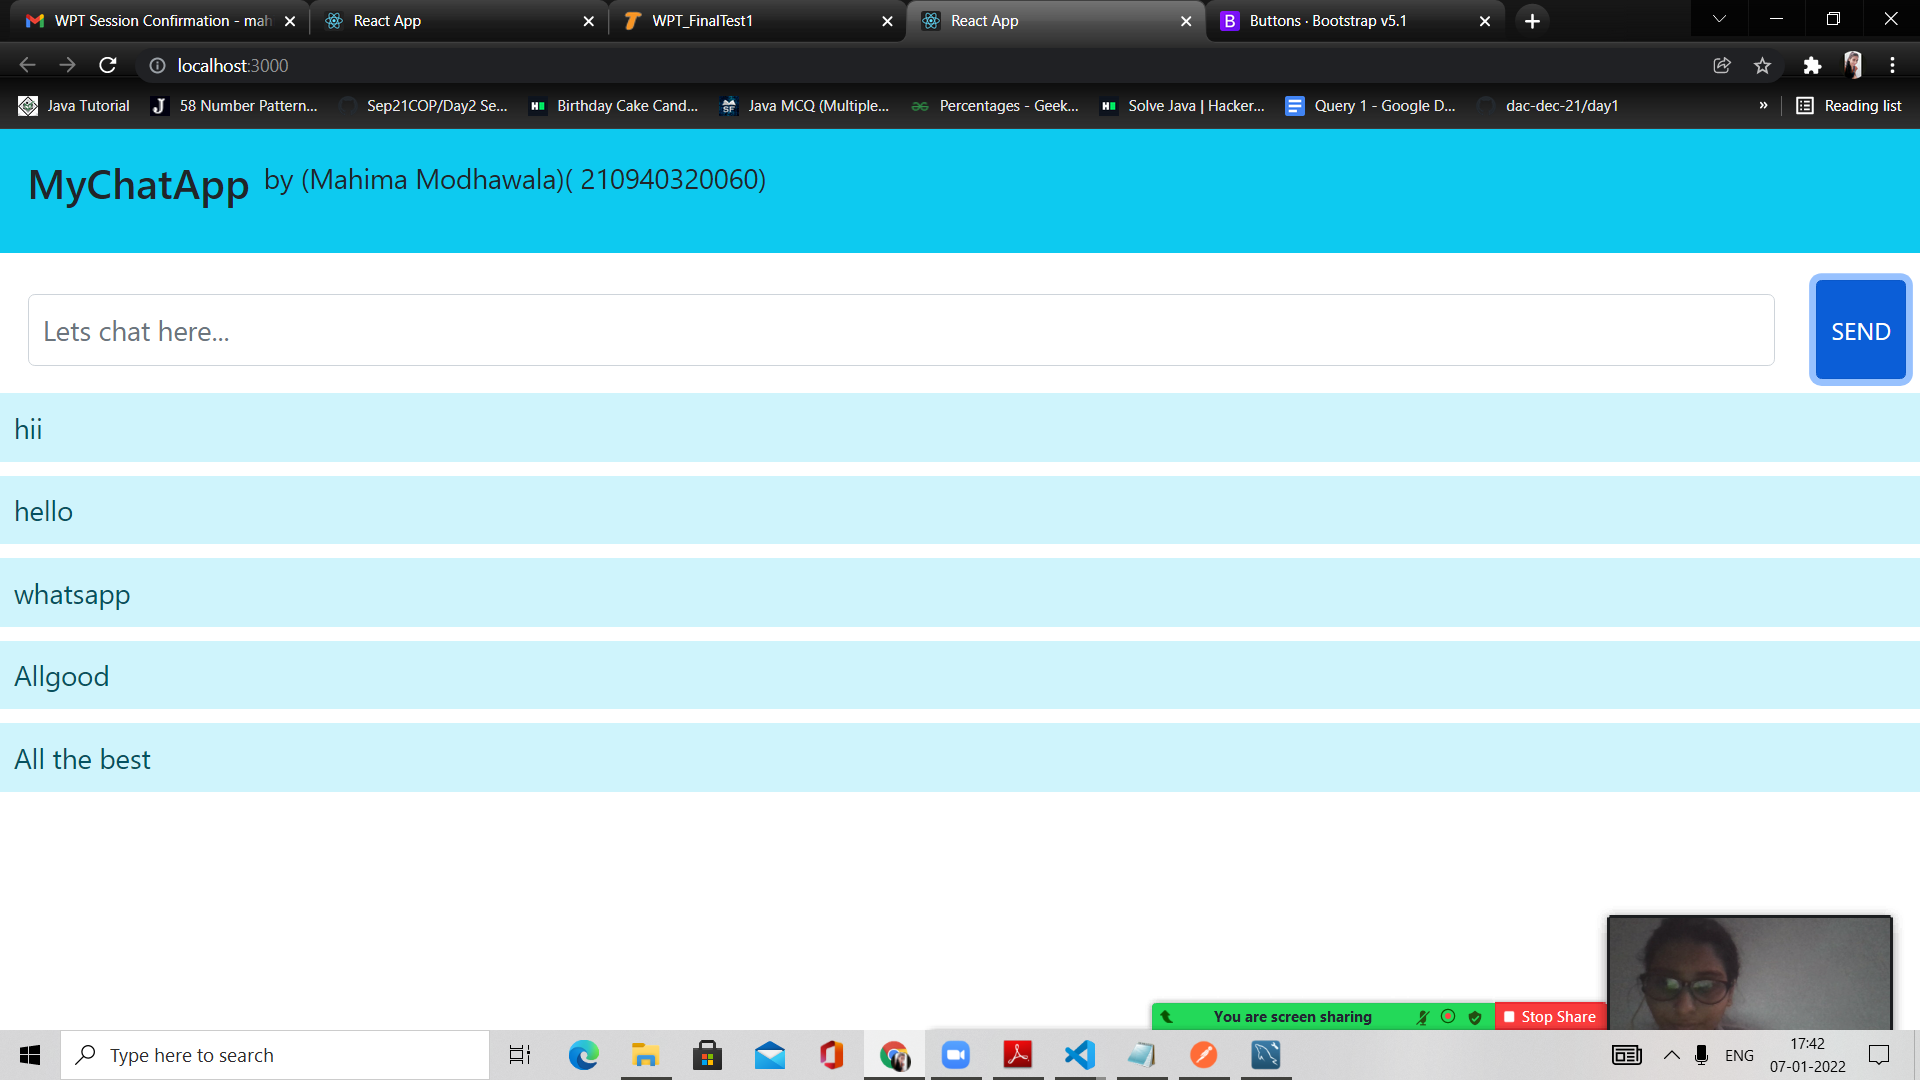 WPT Session Confirmation - mah
React App
WPT_FinalTest1
React App
Buttons · Bootstrap v5.1
localhost:3000
Java Tutorial
58 Number Pattern...
Sep21COP/Day2 Se...
Birthday Cake Cand...
Java MCQ (Multiple...
Percentages - Geek...
Solve Java | Hacker...
Query 1 - Google D...
dac-dec-21/day1
»
Reading list
MyChatApp by (Mahima Modhawala)( 210940320060)
Lets chat here...
SEND
hii
hello
whatsapp
Allgood
All the best
You are screen sharing
Stop Share
Type here to search
ENG
17:42
07-01-2022